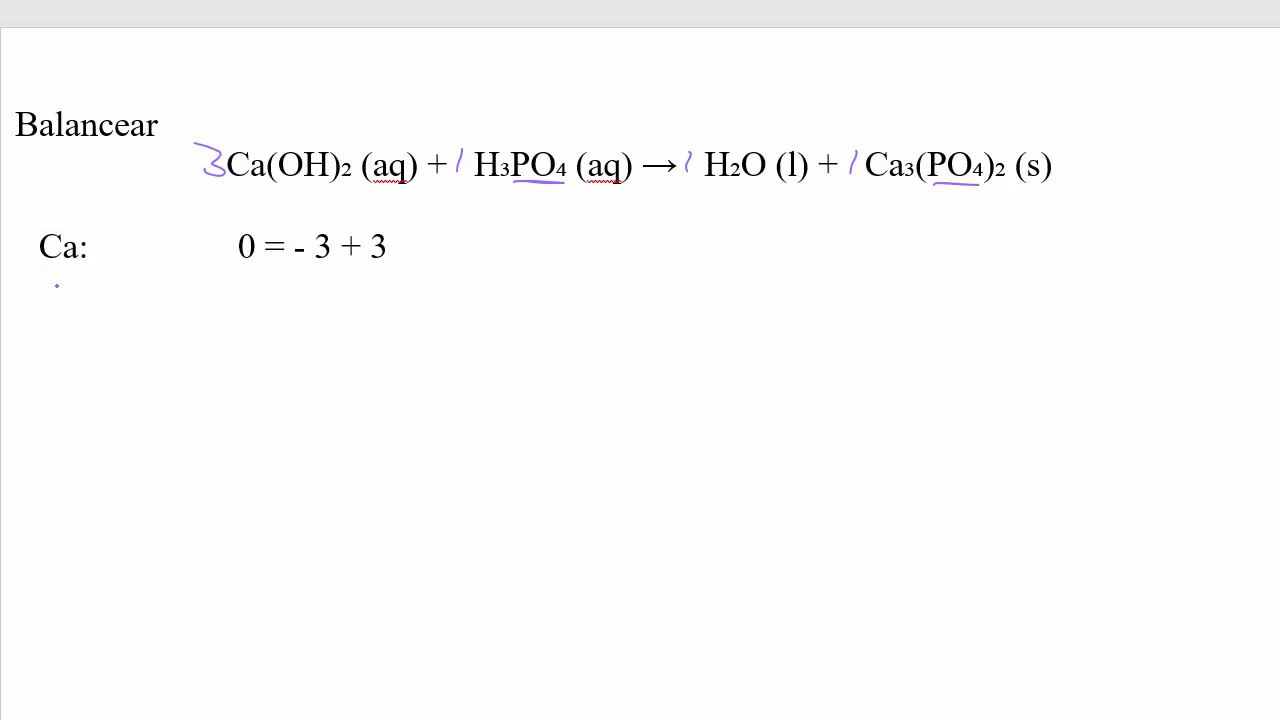 Balancear
3Ca(OH)₂ (aq) + 1 H₃PO₄ (aq) → 1 H₂O (l) + 1 Ca₃(PO₄)₂ (s)
Ca: 0 = - 3 + 3